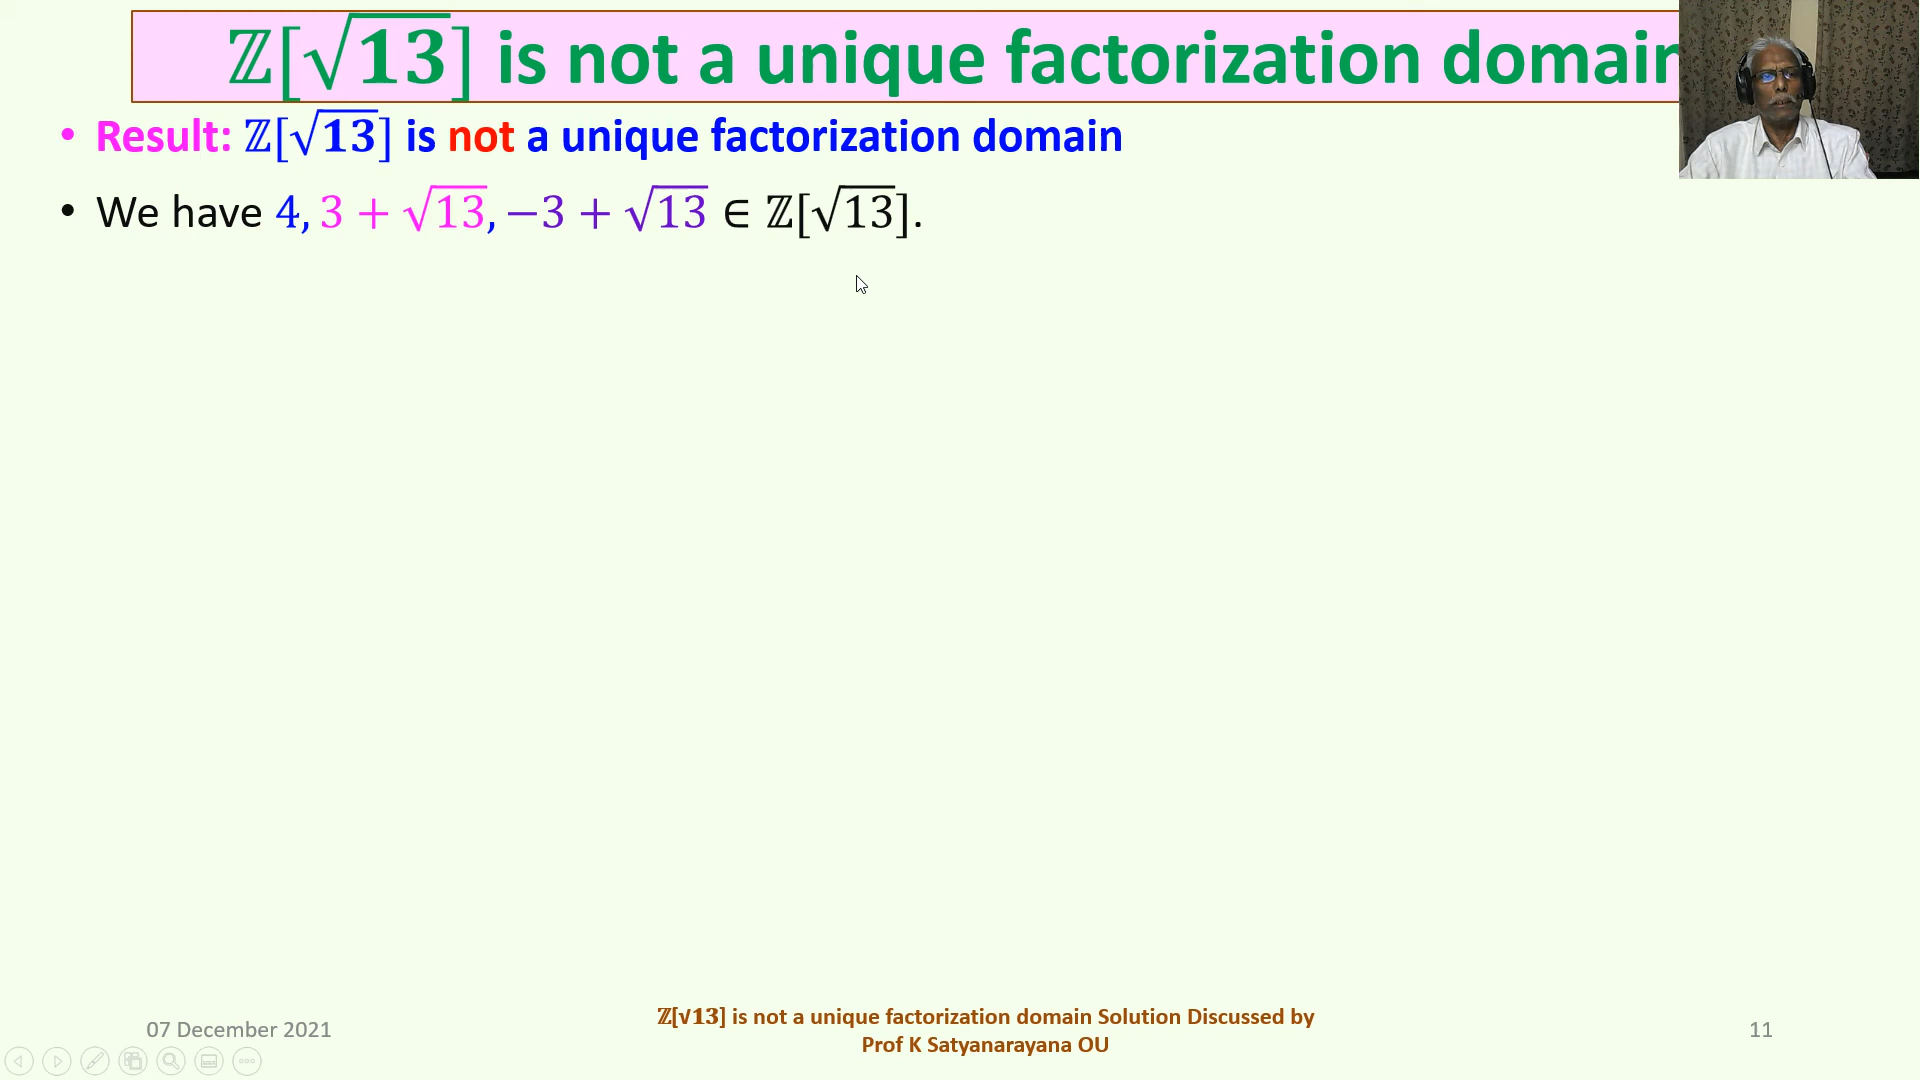 ℤ[√13] is not a unique factorization domain
• Result: ℤ[√13] is not a unique factorization domain
• We have 4, 3 + √13, −3 + √13 ∈ ℤ[√13].
07 December 2021
ℤ[√13] is not a unique factorization domain Solution Discussed by
Prof K Satyanarayana OU
11